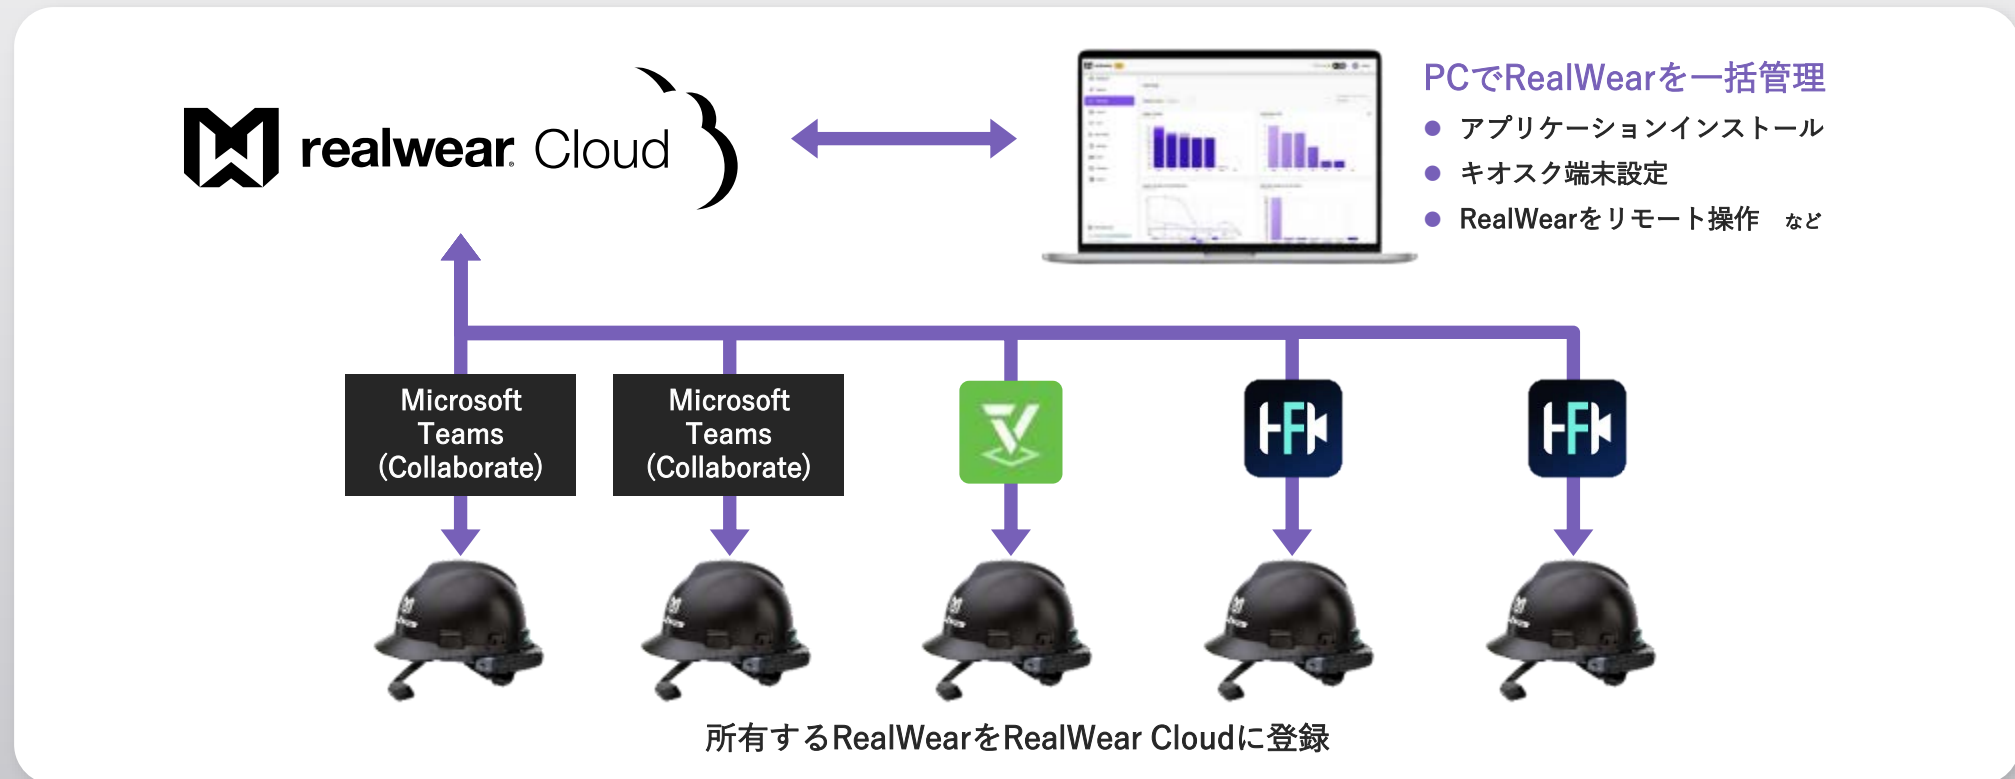 realwear Cloud
PCでRealWearを一括管理
● アプリケーションインストール
● キオスク端末設定
● RealWearをリモート操作 など
Microsoft
Teams
(Collaborate)
Microsoft
Teams
(Collaborate)
所有するRealWearをRealWear Cloudに登録